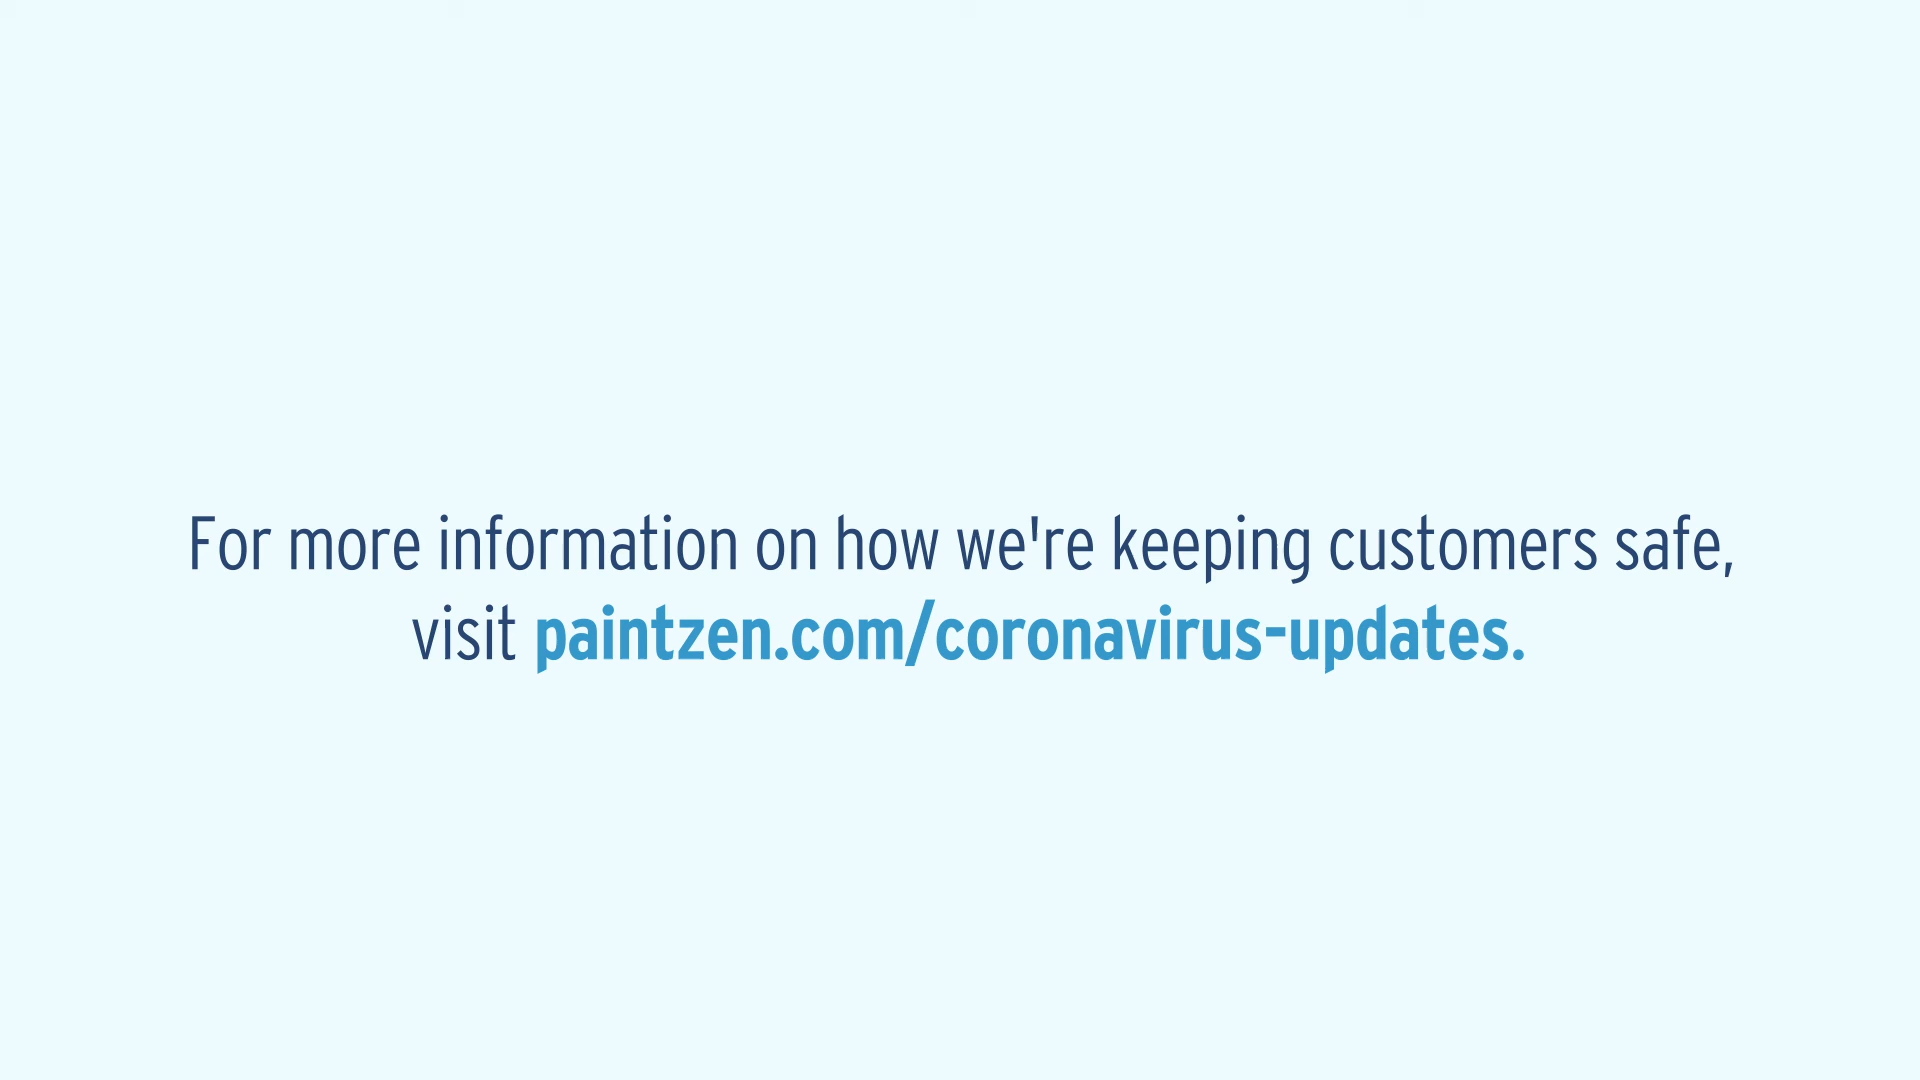 For more information on how we're keeping customers safe,
visit paintzen.com/coronavirus-updates.